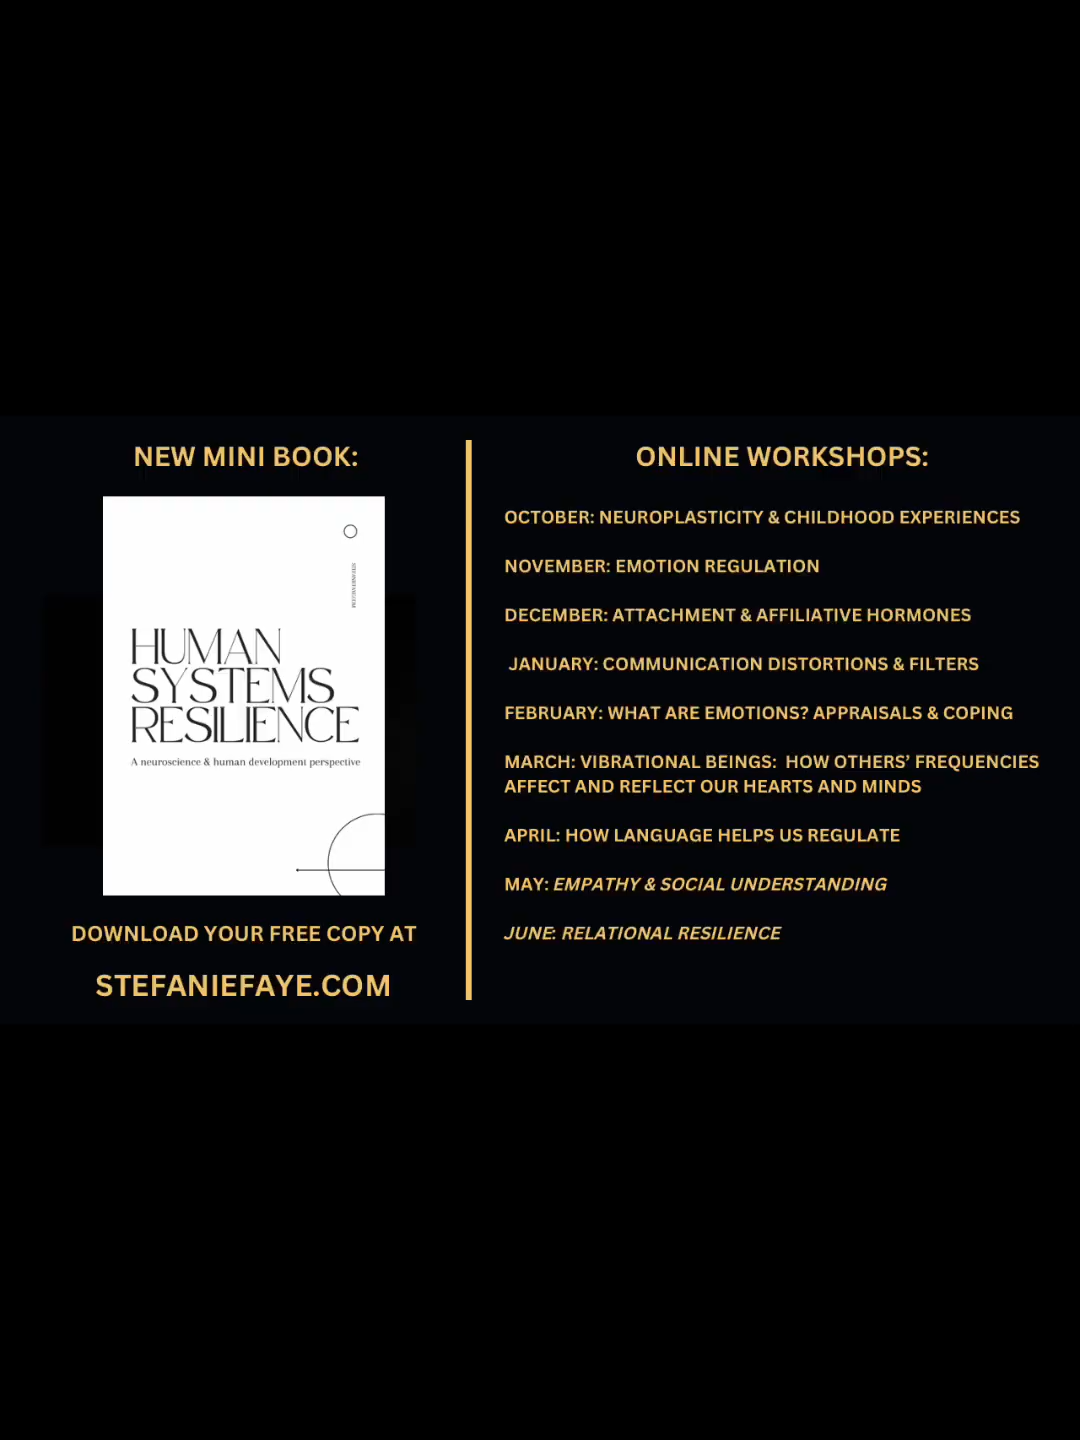 NEW MINI BOOK:
HUMAN
SYSTEMS
RESILIENCE
A neuroscience & human development perspective
DOWNLOAD YOUR FREE COPY AT
STEFANIEFAYE.COM
ONLINE WORKSHOPS:
OCTOBER: NEUROPLASTICITY & CHILDHOOD EXPERIENCES
NOVEMBER: EMOTION REGULATION
DECEMBER: ATTACHMENT & AFFILIATIVE HORMONES
JANUARY: COMMUNICATION DISTORTIONS & FILTERS
FEBRUARY: WHAT ARE EMOTIONS? APPRAISALS & COPING
MARCH: VIBRATIONAL BEINGS: HOW OTHERS’ FREQUENCIES
AFFECT AND REFLECT OUR HEARTS AND MINDS
APRIL: HOW LANGUAGE HELPS US REGULATE
MAY: EMPATHY & SOCIAL UNDERSTANDING
JUNE: RELATIONAL RESILIENCE